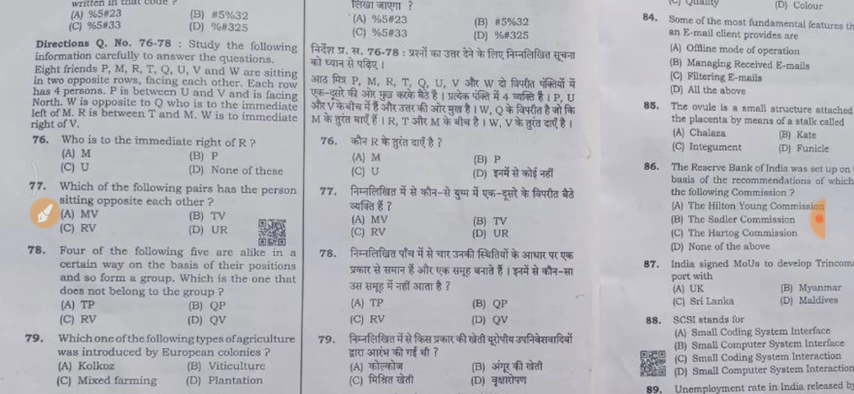 written in that code ?
(A) %5#23 (B) #5%32
(C) %5#33 (D) %#325
Directions Q. No. 76-78 : Study the following
information carefully to answer the questions.
Eight friends P, M, R, T, Q, U, V and W are sitting
in two opposite rows, facing each other. Each row
has 4 persons. P is between U and V and is facing
North. W is opposite to Q who is to the immediate
left of M. R is between T and M. W is to immediate
right of V.
76. Who is to the immediate right of R ?
(A) M (B) P
(C) U (D) None of these
77. Which of the following pairs has the person
sitting opposite each other ?
(A) MV (B) TV
(C) RV (D) UR
78. Four of the following five are alike in a
certain way on the basis of their positions
and so form a group. Which is the one that
does not belong to the group ?
(A) TP (B) QP
(C) RV (D) QV
79. Which one of the following types of agriculture
was introduced by European colonies ?
(A) Kolkoz (B) Viticulture
(C) Mixed farming (D) Plantation
लिखा जाएगा ?
(A) %5#23 (B) #5%32
(C) %5#33 (D) %#325
निर्देश प्र. स. 76-78 : प्रश्नों का उत्तर देने के लिए निम्नलिखित सूचना
को ध्यान से पढ़िए ।
आठ मित्र P, M, R, T, Q, U, V और W दो विपरीत पंक्तियों में
एक-दूसरे की ओर मुख करके बैठे हैं । प्रत्येक पंक्ति में 4 व्यक्ति है । P, U
और V के बीच में हैं और उत्तर की ओर मुख है । W, Q के विपरीत है जो कि
M के तुरंत बाएँ हैं । R, T और M के बीच है । W, V के तुरंत दाएँ है ।
76. कौन R के तुरंत दाएँ है ?
(A) M (B) P
(C) U (D) इनमें से कोई नहीं
77. निम्नलिखित में से कौन-से युग्म में एक-दूसरे के विपरीत बैठे
व्यक्ति हैं ?
(A) MV (B) TV
(C) RV (D) UR
78. निम्नलिखित पाँच में से चार उनकी स्थितियों के आधार पर एक
प्रकार से समान हैं और एक समूह बनाते हैं । इनमें से कौन-सा
उस समूह में नहीं आता है ?
(A) TP (B) QP
(C) RV (D) QV
79. निम्नलिखित में से किस प्रकार की खेती यूरोपीय उपनिवेशवादियों
द्वारा आरंभ की गई थी ?
(A) कोल्कोज (B) अंगूर की खेती
(C) मिश्रित खेती (D) वृक्षारोपण
(C) Quality (D) Colour
84. Some of the most fundamental features th
an E-mail client provides are
(A) Offline mode of operation
(B) Managing Received E-mails
(C) Filtering E-mails
(D) All the above
85. The ovule is a small structure attached
the placenta by means of a stalk called
(A) Chalaza (B) Kate
(C) Integument (D) Funicle
86. The Reserve Bank of India was set up on
basis of the recommendations of which
the following Commission ?
(A) The Hilton Young Commission
(B) The Sadler Commission
(C) The Hartog Commission
(D) None of the above
87. India signed MoUs to develop Trincoma
port with
(A) UK (B) Myanmar
(C) Sri Lanka (D) Maldives
88. SCSI stands for
(A) Small Coding System Interface
(B) Small Computer System Interface
(C) Small Coding System Interaction
(D) Small Computer System Interaction
89. Unemployment rate in India released by